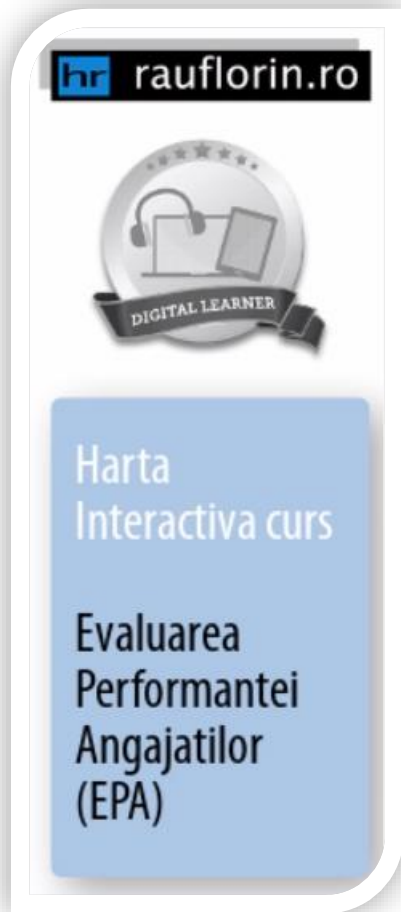 hr rauflorin.ro
DIGITAL LEARNER
Harta
Interactiva curs
Evaluarea
Performantei
Angajatilor
(EPA)